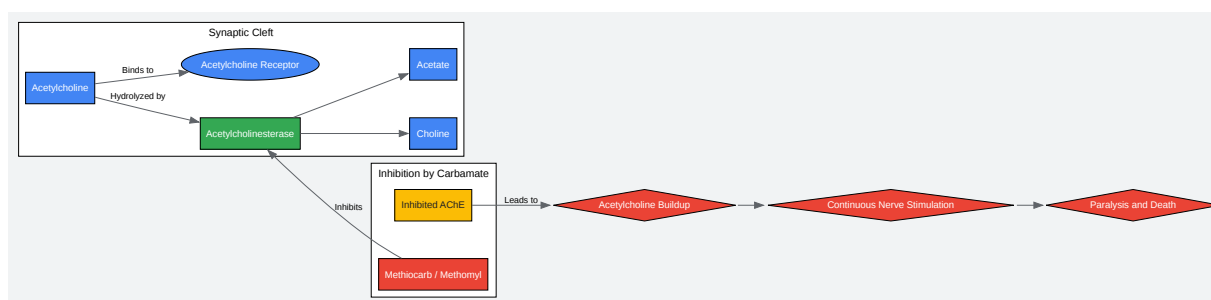 Synaptic Cleft
Acetylcholine
Binds to
Acetylcholine Receptor
Hydrolyzed by
Acetylcholinesterase
Acetate
Choline
Inhibits
Inhibition by Carbamate
Inhibited AChE
Methiocarb / Methomyl
Leads to
Acetylcholine Buildup
Continuous Nerve Stimulation
Paralysis and Death